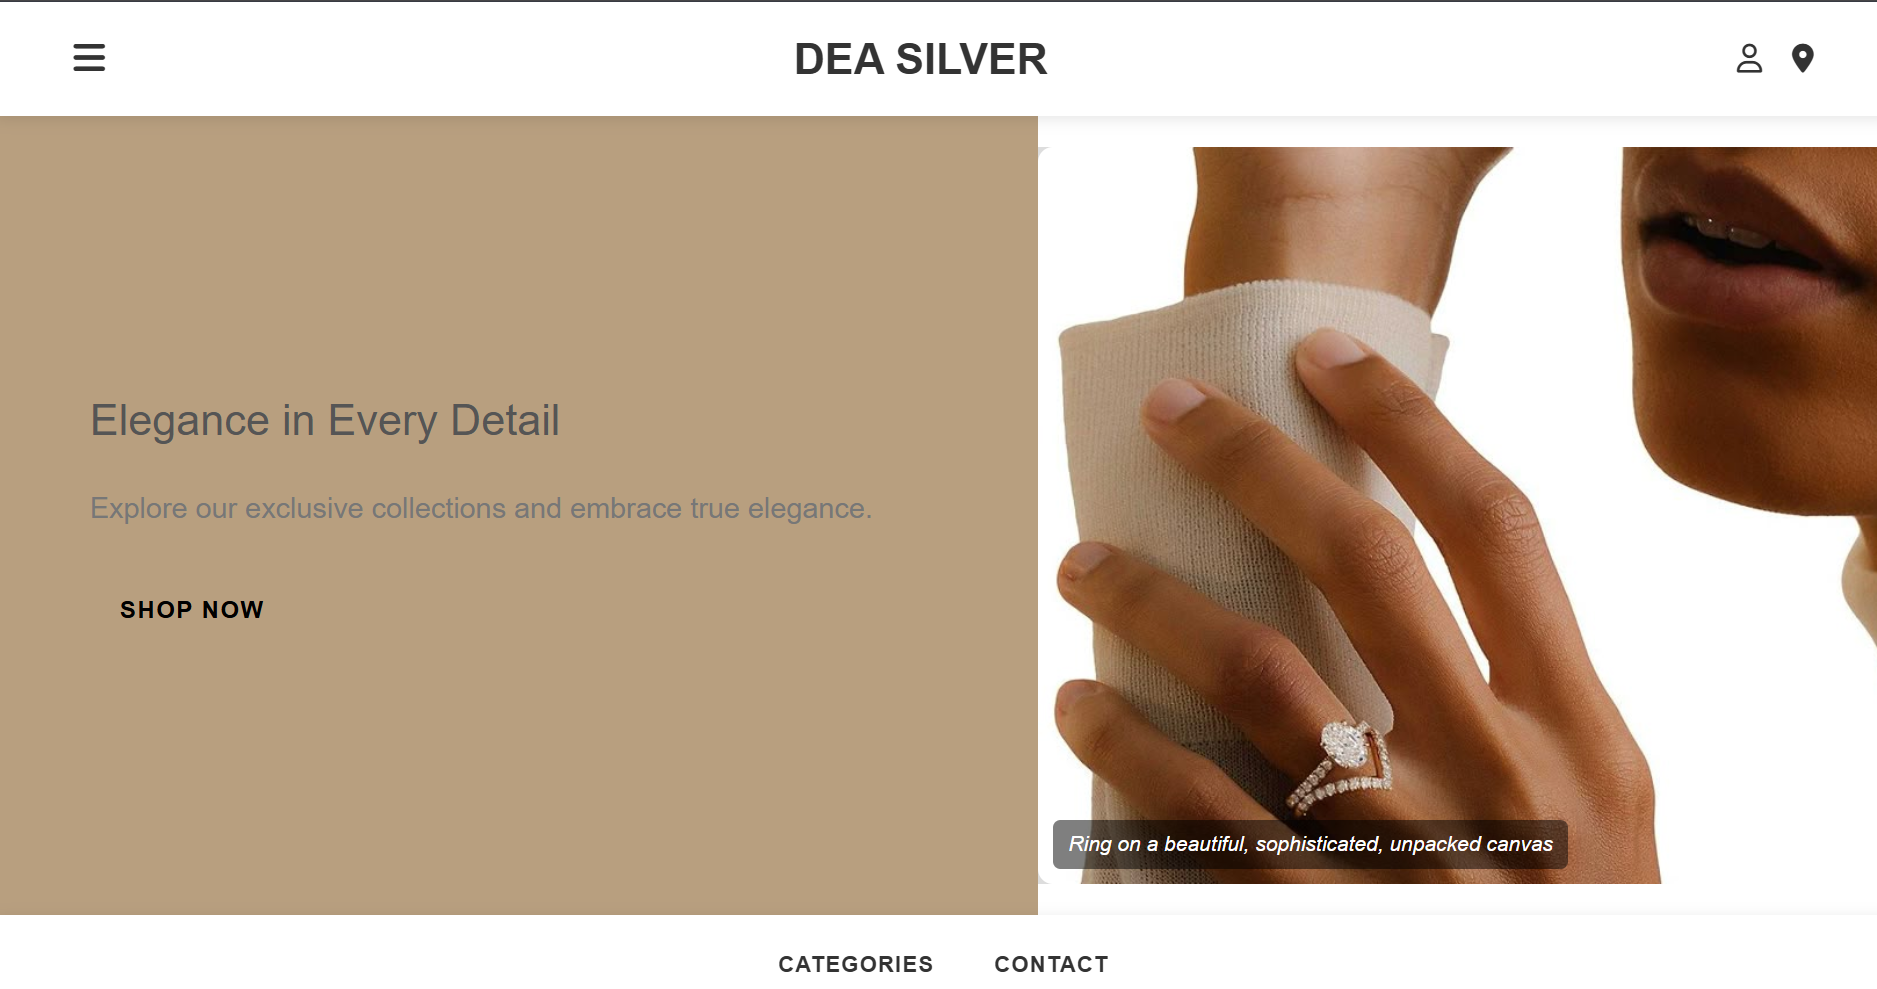 DEA SILVER
Elegance in Every Detail
Explore our exclusive collections and embrace true elegance.
SHOP NOW
Ring on a beautiful, sophisticated, unpacked canvas
CATEGORIES CONTACT